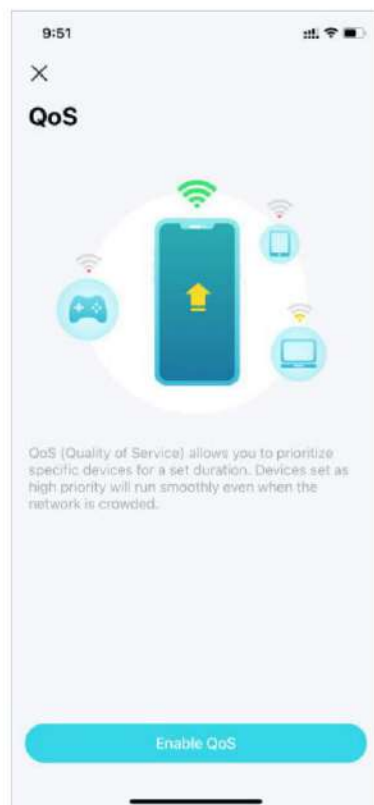 9:51
QoS
QoS (Quality of Service) allows you to prioritize
specific devices for a set duration. Devices set as
high priority will run smoothly even when the
network is crowded.
Enable QoS